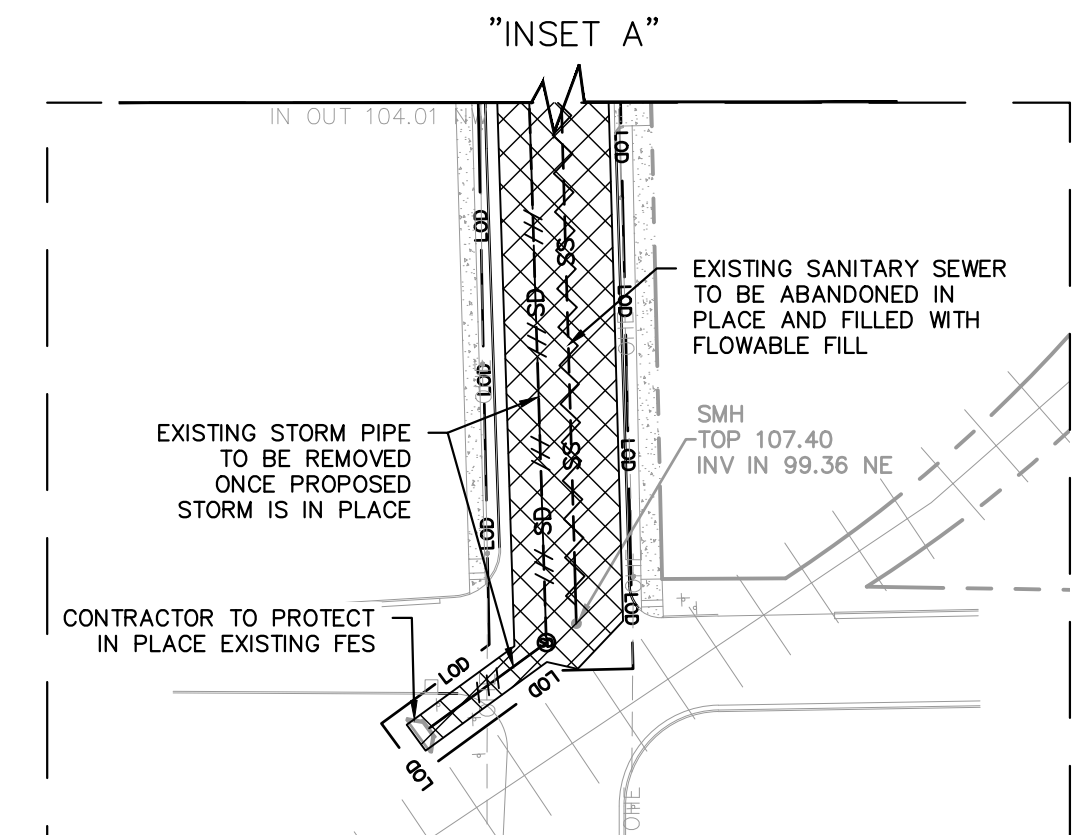 "INSET A"
IN OUT 104.01 NW
LOD
LOD
SS
EXISTING SANITARY SEWER
TO BE ABANDONED IN
PLACE AND FILLED WITH
FLOWABLE FILL
SD
LOD
LOD
SMH
TOP 107.40
INV IN 99.36 NE
EXISTING STORM PIPE
TO BE REMOVED
ONCE PROPOSED
STORM IS IN PLACE
SS
LOD
SD
LOD
CONTRACTOR TO PROTECT
IN PLACE EXISTING FES
LOD
LOD
LOD
LOD
OHE